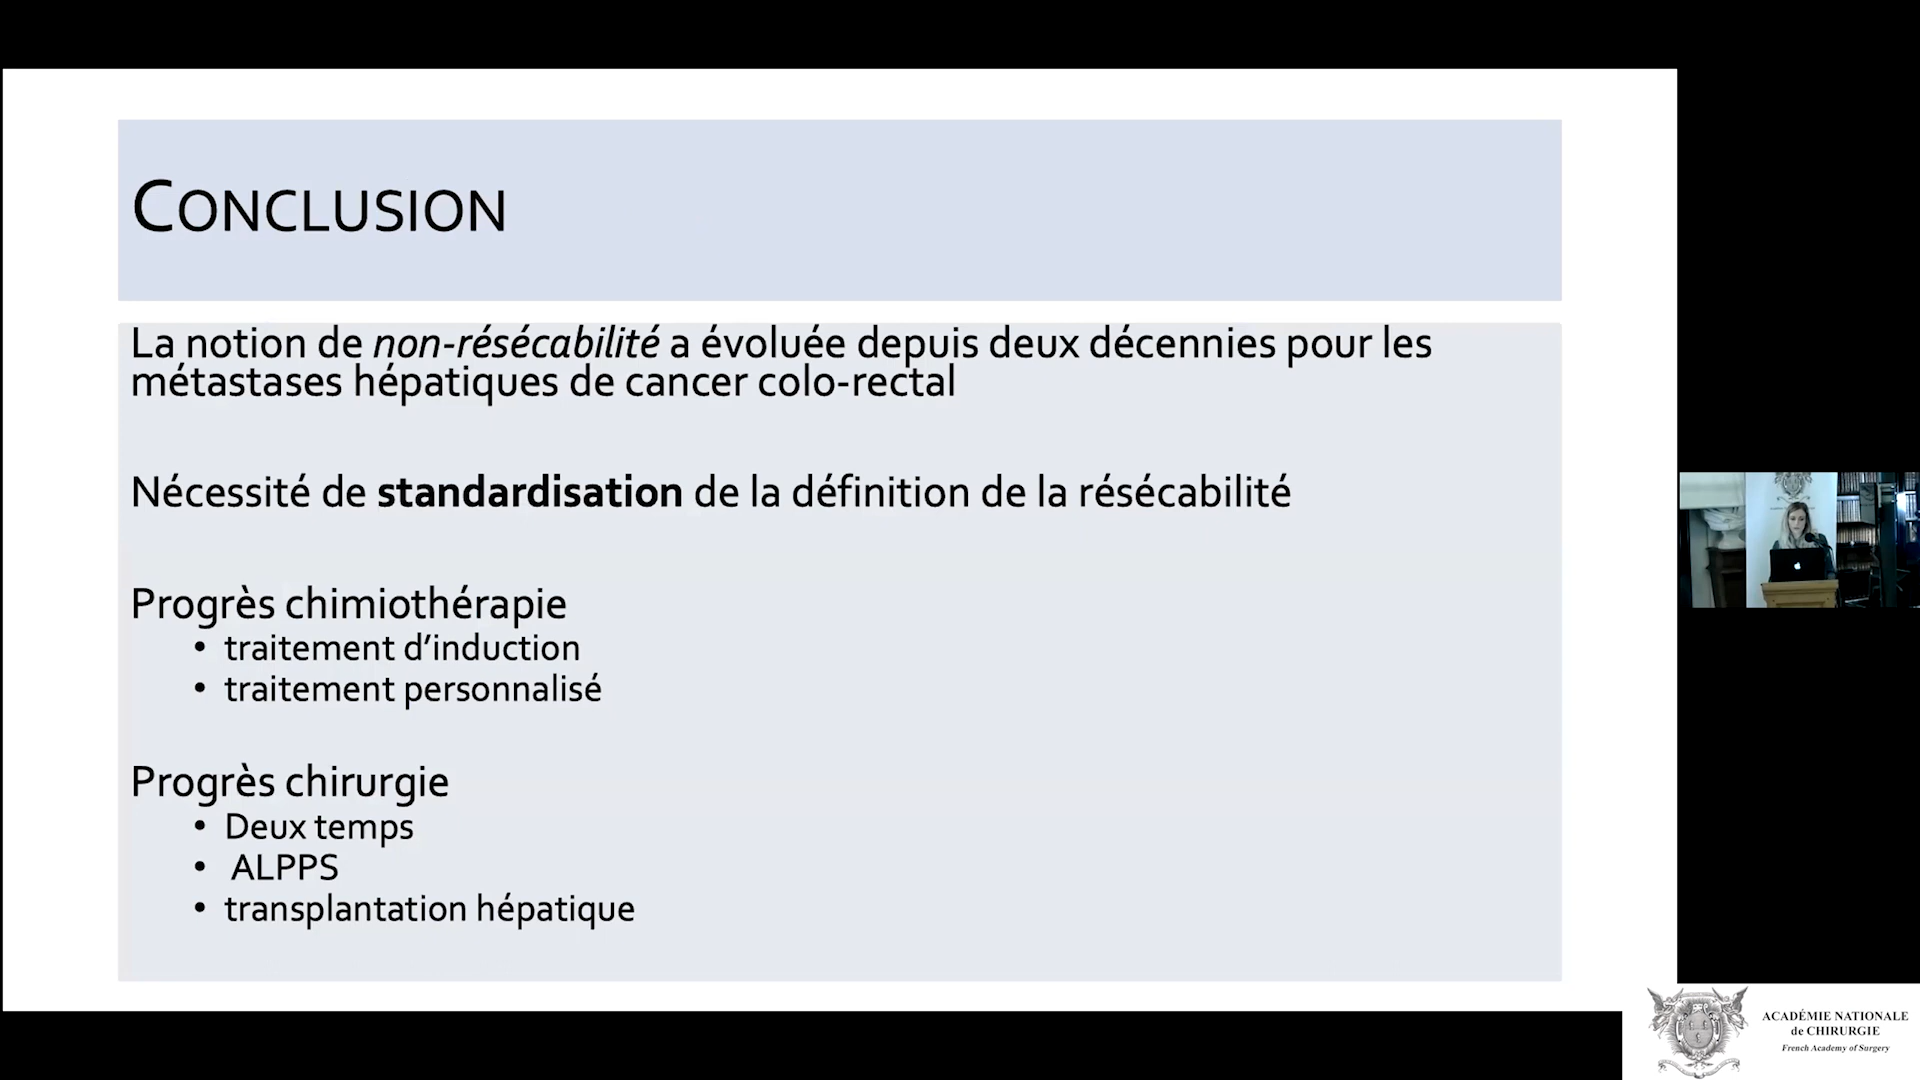 CONCLUSION
La notion de non-résécabilité a évoluée depuis deux décennies pour les
métastases hépatiques de cancer colo-rectal
Nécessité de standardisation de la définition de la résécabilité
Progrès chimiothérapie
• traitement d’induction
• traitement personnalisé
Progrès chirurgie
• Deux temps
• ALPPS
• transplantation hépatique
ACADÉMIE NATIONALE
de CHIRURGIE
French Academy of Surgery